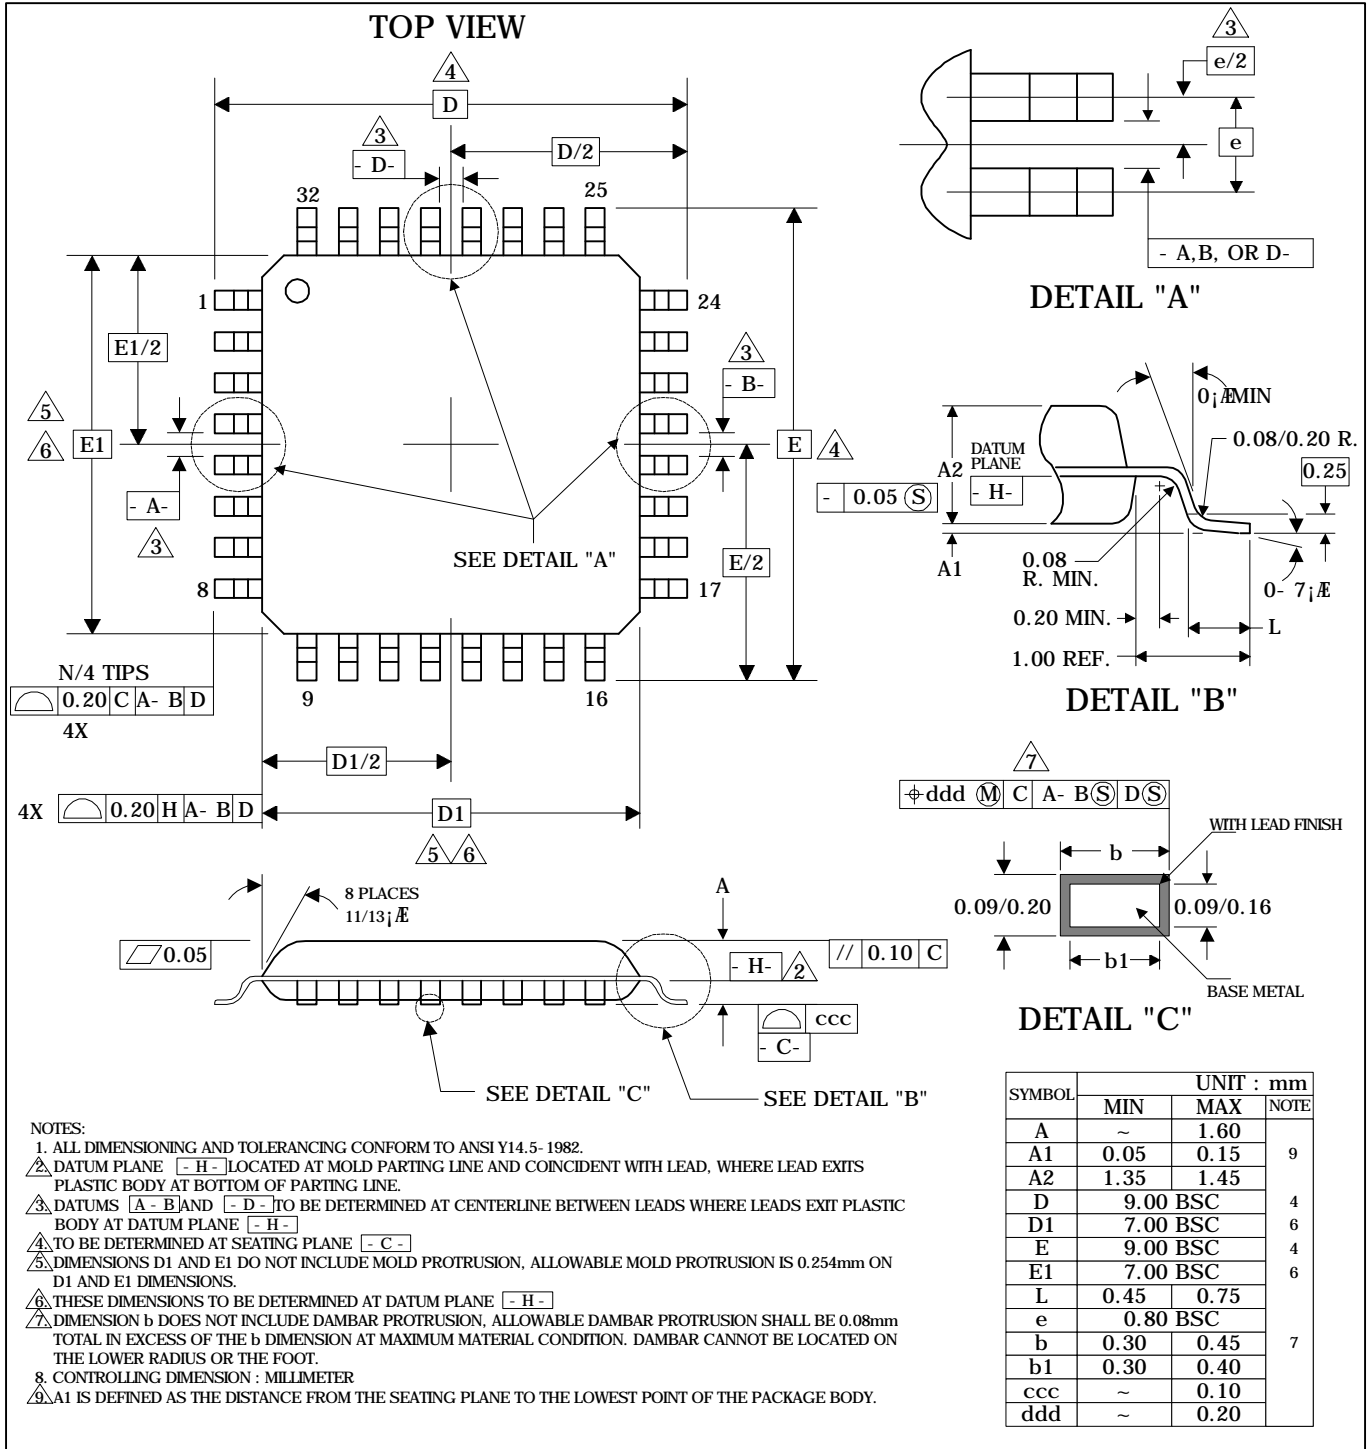 TOP VIEW
4
D
3
- D-
D/2
32
25
1
24
E1/2
5
6
E1
- A-
3
3
- B-
E
4
SEE DETAIL "A"
E/2
8
17
9
16
N/4 TIPS
0.20 C A- B D
4X
D1/2
4X 0.20 H A- B D
D1
5 6
3
e/2
e
- A,B, OR D-
DETAIL "A"
0¡ÆMIN
0.08/0.20 R.
0.25
A2
DATUM
PLANE
- H-
- 0.05 S
A1
0.08
R. MIN.
0- 7¡Æ
0.20 MIN.
L
1.00 REF.
DETAIL "B"
7
ddd M C A- B S D S
WITH LEAD FINISH
b
0.09/0.20
0.09/0.16
b1
BASE METAL
DETAIL "C"
8 PLACES
11/13¡Æ
A
0.05
- H- 2
// 0.10 C
ccc
- C-
SEE DETAIL "C"
SEE DETAIL "B"
NOTES:
1. ALL DIMENSIONING AND TOLERANCING CONFORM TO ANSI Y14.5- 1982.
2. DATUM PLANE - H - LOCATED AT MOLD PARTING LINE AND COINCIDENT WITH LEAD, WHERE LEAD EXITS
PLASTIC BODY AT BOTTOM OF PARTING LINE.
3. DATUMS A - B AND - D - TO BE DETERMINED AT CENTERLINE BETWEEN LEADS WHERE LEADS EXIT PLASTIC
BODY AT DATUM PLANE - H -
4. TO BE DETERMINED AT SEATING PLANE - C -
5. DIMENSIONS D1 AND E1 DO NOT INCLUDE MOLD PROTRUSION, ALLOWABLE MOLD PROTRUSION IS 0.254mm ON
D1 AND E1 DIMENSIONS.
6. THESE DIMENSIONS TO BE DETERMINED AT DATUM PLANE - H -
7. DIMENSION b DOES NOT INCLUDE DAMBAR PROTRUSION, ALLOWABLE DAMBAR PROTRUSION SHALL BE 0.08mm
TOTAL IN EXCESS OF THE b DIMENSION AT MAXIMUM MATERIAL CONDITION. DAMBAR CANNOT BE LOCATED ON
THE LOWER RADIUS OR THE FOOT.
8. CONTROLLING DIMENSION : MILLIMETER
9. A1 IS DEFINED AS THE DISTANCE FROM THE SEATING PLANE TO THE LOWEST POINT OF THE PACKAGE BODY.
SYMBOL UNIT : mm
MIN MAX NOTE
A ~ 1.60
A1 0.05 0.15 9
A2 1.35 1.45
D 9.00 BSC 4
D1 7.00 BSC 6
E 9.00 BSC 4
E1 7.00 BSC 6
L 0.45 0.75
e 0.80 BSC
b 0.30 0.45 7
b1 0.30 0.40
ccc ~ 0.10
ddd ~ 0.20